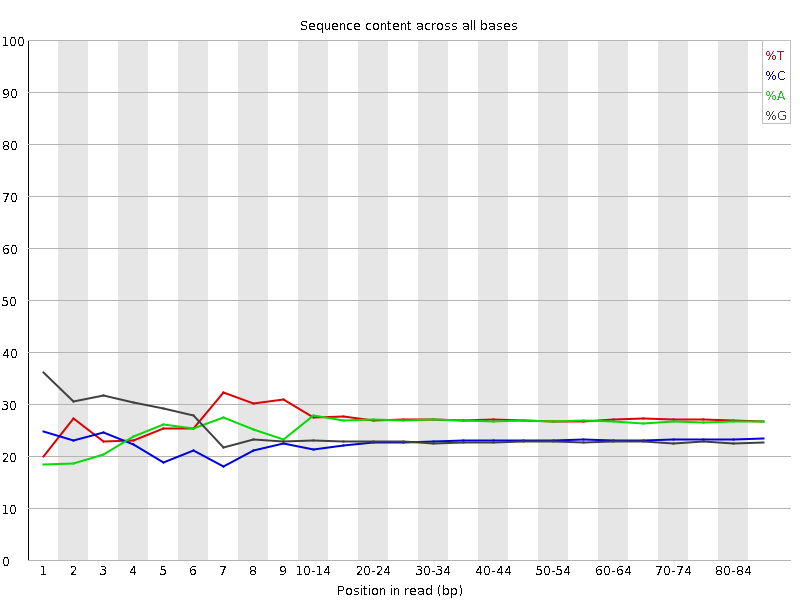 Sequence content across all bases
100
90
80
70
60
50
40
30
20
10
0
%T
%C
%A
%G
1 2 3 4 5 6 7 8 9 10-14 20-24 30-34 40-44 50-54 60-64 70-74 80-84
Position in read (bp)